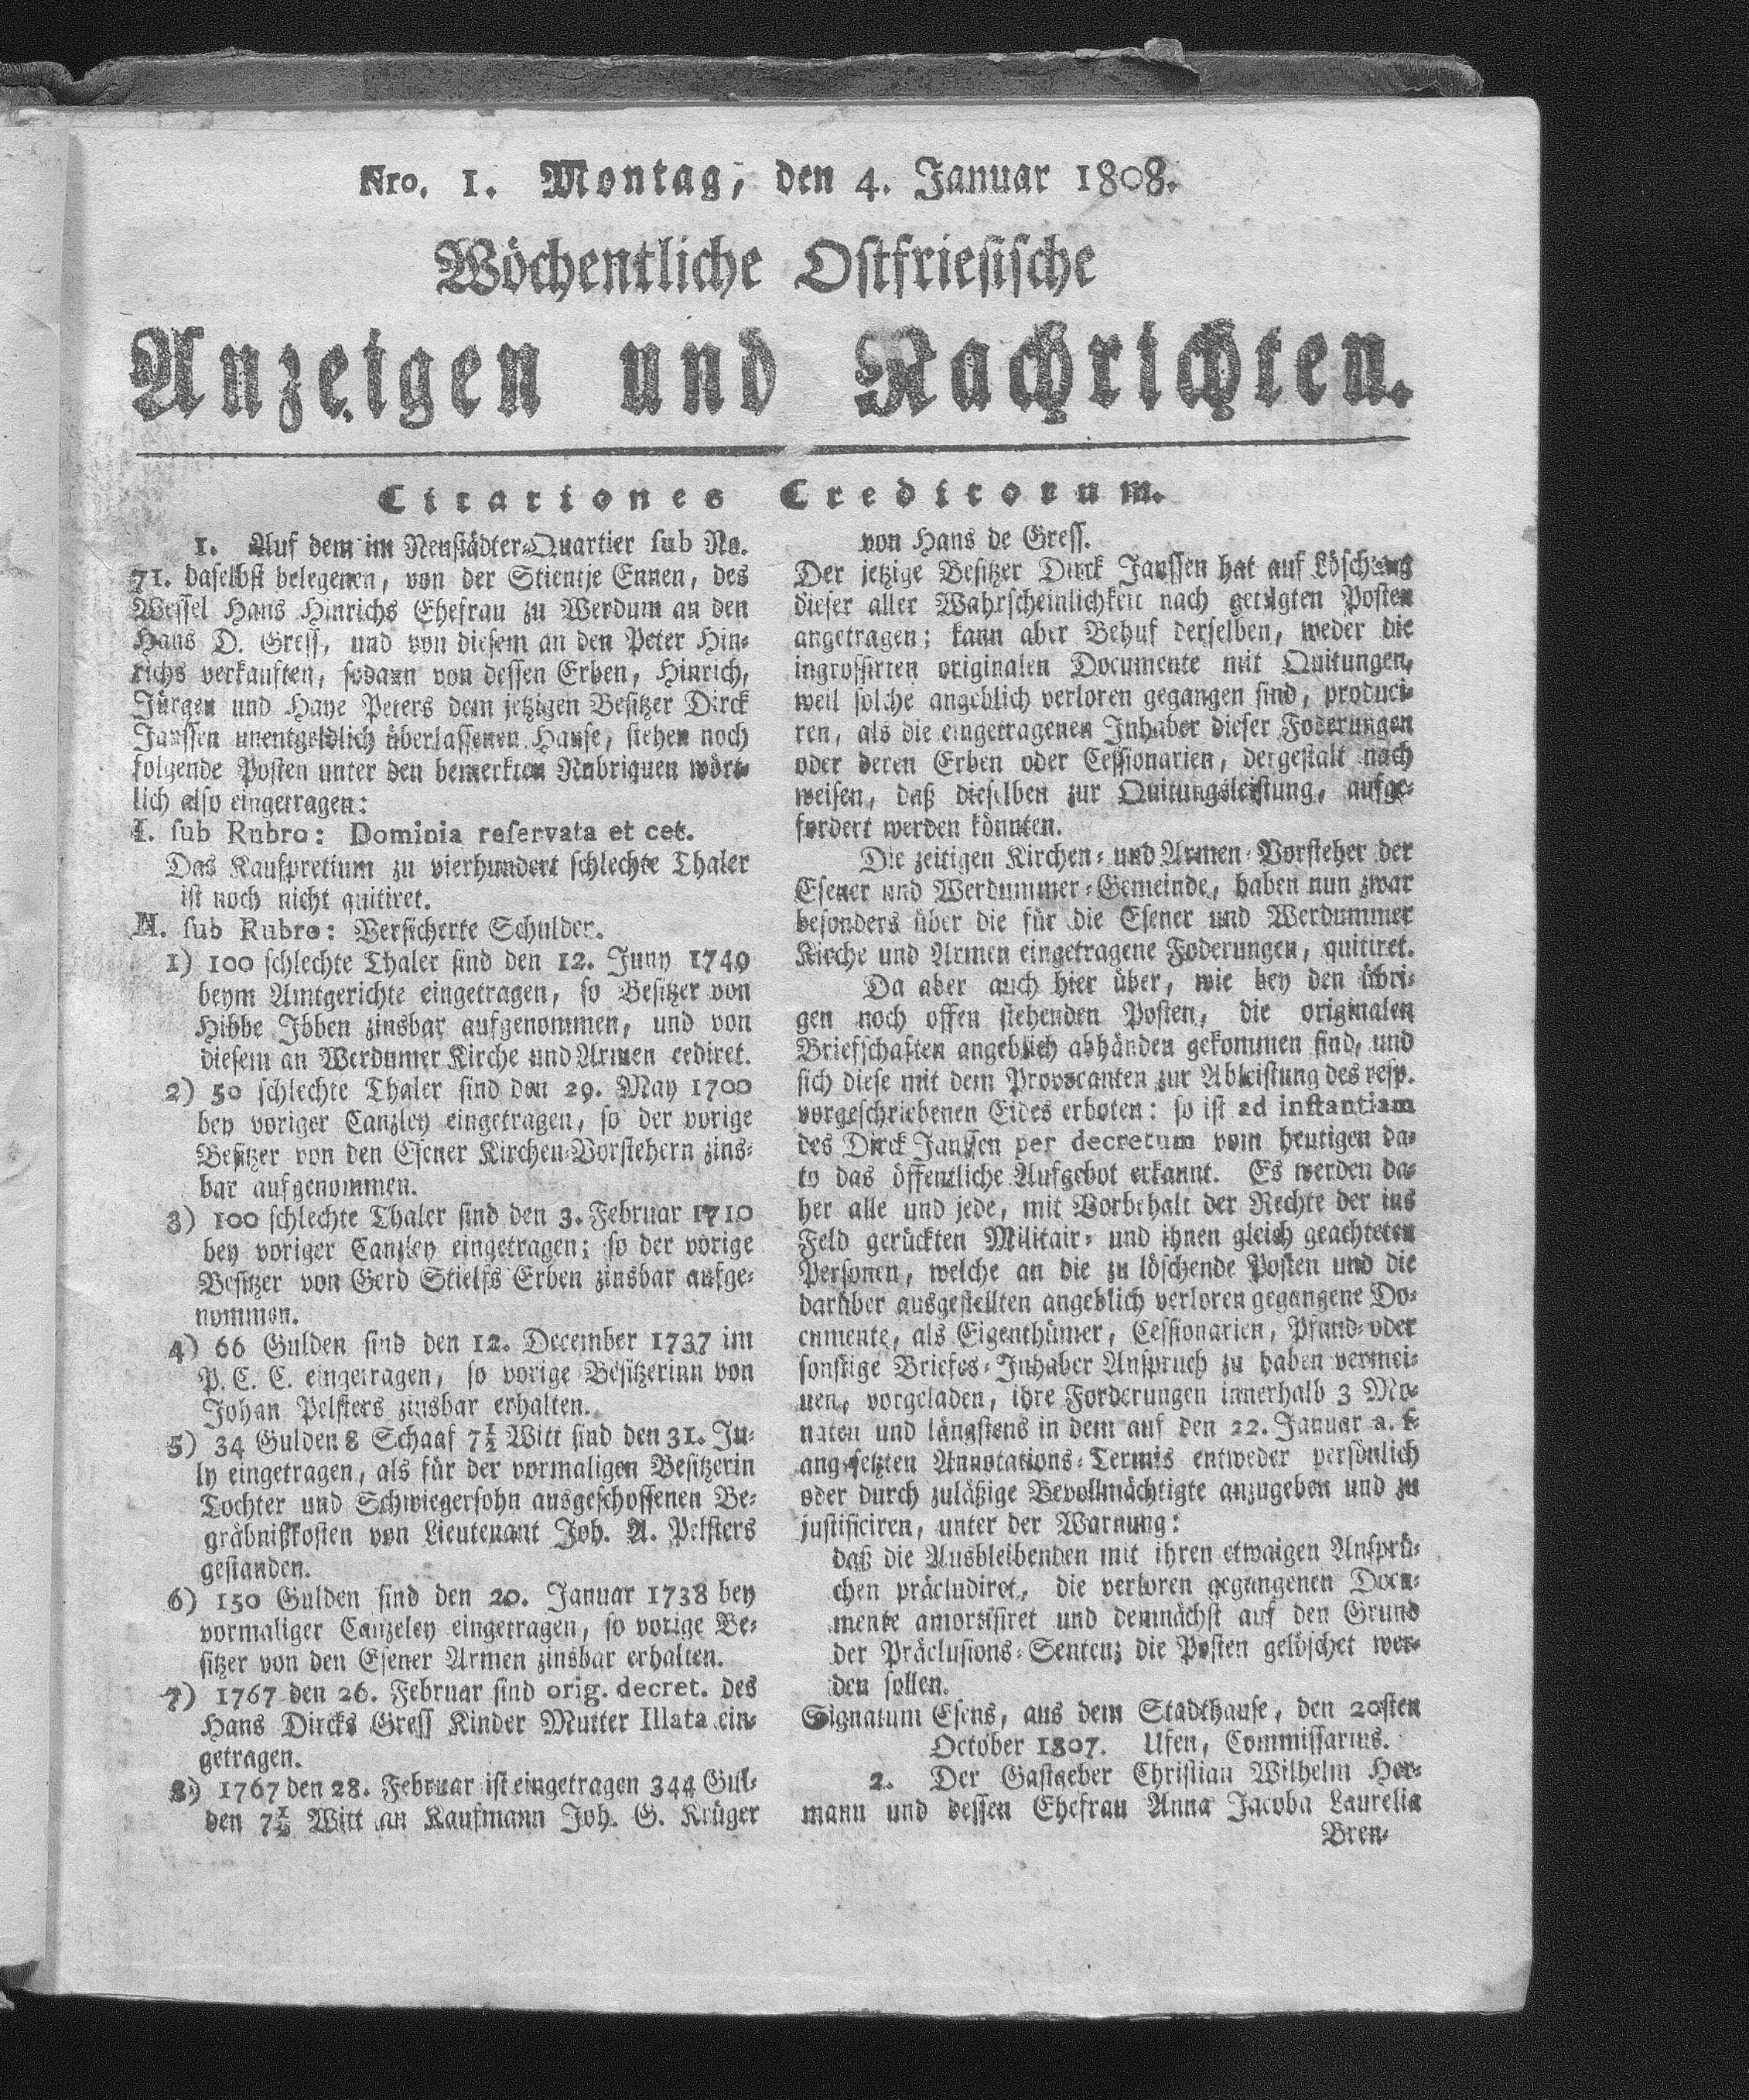 Nro. 1. Montag, den 4. Januar 1808.
Wöchentliche Ostfriesische
Anzeigen und Nachrichten.
Citationes Creditorum.
1. Auf dem im Neustädter-Quartier sub No.
71. daselbst belegenen, von der Stientje Ennen, des
Wessel Hans Hinrichs Ehefrau zu Werdum an den
Hans D. Gress, und von diesem an den Peter Hin-
richs verkauften, sodann von dessen Erben, Hinrich,
Jürgen und Haye Peters dem jetzigen Besitzer Dirck
Janssen unentgeldlich überlassenen Hause, stehen noch
folgende Posten unter den bemerkten Rubriquen wört-
lich also eingetragen:
I. sub Rubro: Dominia reservata et cet.
Das Kaufpretium zu vierhundert schlechte Thaler
ist noch nicht quitiret.
II. sub Rubro: Versicherte Schulder.
1) 100 schlechte Thaler sind den 12. Juny 1749
beym Amtgerichte eingetragen, so Besitzer von
Hibbe Ibben zinsbar aufgenommen, und von
diesem an Werdumer Kirche und Armen cediret.
2) 50 schlechte Thaler sind den 29. May 1700
bey voriger Canzley eingetragen, so der vorige
Besitzer von den Esener Kirchen-Vorstehern zins-
bar aufgenommen.
3) 100 schlechte Thaler sind den 3. Februar 1710
bey voriger Canzley eingetragen; so der vorige
Besitzer von Gerd Stielfs Erben zinsbar aufge-
nommen.
4) 66 Gulden sind den 12. December 1737 im
P. C. C. eingetragen, so vorige Besitzerinn von
Johan Pelsters zinsbar erhalten.
5) 34 Gulden 8 Schaaf 7½ Witt sind den 31. Ju-
ly eingetragen, als für der vormaligen Besitzerin
Tochter und Schwiegersohn ausgeschossenen Be-
gräbnißkosten von Lieutenant Joh. A. Pelsters
gestanden.
6) 150 Gulden sind den 20. Januar 1738 bey
vormaliger Canzeley eingetragen, so vorige Be-
sitzer von den Esener Armen zinsbar erhalten.
7) 1767 den 26. Februar sind orig. decret. des
Hans Dircks Gress Kinder Mutter Illata ein-
getragen.
8) 1767 den 28. Februar ist eingetragen 344 Gul-
den 7½ Witt an Kaufmann Joh. G. Krüger
von Hans de Gress.
Der jetzige Besitzer Dirck Janssen hat auf Löschung
dieser aller Wahrscheinlichkeit nach getilgten Posten
angetragen; kann aber Behuf derselben, weder die
ingrossirten originalen Documente mit Quitungen,
weil solche angeblich verloren gegangen sind, produci-
ren, als die eingetragenen Inhaber dieser Foderungen
oder deren Erben oder Cessionarien, dergestalt nach
weisen, daß dieselben zur Quitungsleistung, aufge-
fordert werden könnten.
Die zeitigen Kirchen- und Armen-Vorsteher der
Esener und Werdummer-Gemeinde, haben nun zwar
besonders über die für die Esener und Werdummer
Kirche und Armen eingetragene Foderungen, quitiret.
Da aber auch hier über, wie bey den übri-
gen noch offen stehenden Posten, die originalen
Briefschaften angeblich abhänden gekommen sind, und
sich diese mit dem Provocanten zur Ableistung des resp.
vorgeschriebenen Eides erboten: so ist ad instantiam
des Dirck Janssen per decretum vom heutigen da-
to das öffentliche Aufgebot erkannt. Es werden da-
her alle und jede, mit Vorbehalt der Rechte der ins
Feld gerückten Militair- und ihnen gleich geachteten
Personen, welche an die zu löschende Posten und die
darüber ausgestellten angeblich verloren gegangene Do-
cnmente, als Eigenthümer, Cessionarien, Pfand- oder
sonstige Briefes-Inhaber Anspruch zu haben vermei-
nen, vorgeladen, ihre Forderungen innerhalb 3 Mo-
naten und längstens in dem auf den 22. Januar a. f.
angesetzten Annotations-Termis entweder persönlich
oder durch zuläßige Bevollmächtigte anzugeben und zu
justificiren, unter der Warnung:
daß die Ausbleibenden mit ihren etwaigen Ansprü-
chen präcludiret, die verloren gegangenen Docu-
mente amortisiret und demnächst auf den Grund
der Präclusions-Sentenz die Posten gelöschet wer-
den sollen.
Signatum Esens, aus dem Stadthause, den 20sten
October 1807. Ufen, Commissarius.
2. Der Gastgeber Christian Wilhelm Her-
mann und dessen Ehefrau Anna Jacoba Laurelia
Bren-